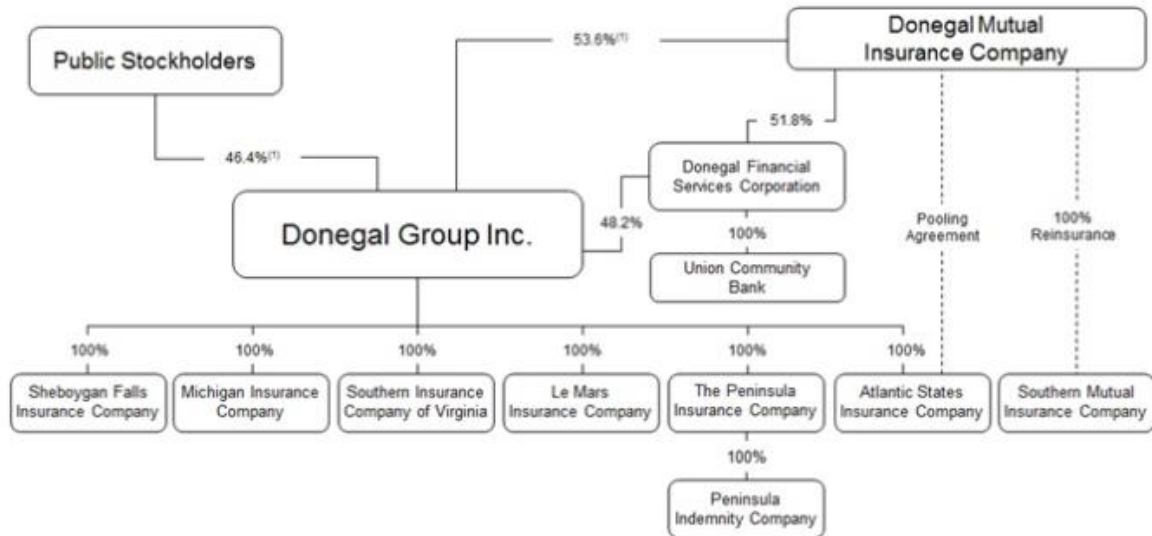 Donegal Mutual
Insurance Company
Public Stockholders
53.6%(1)
51.8%
46.4%(1)
Donegal Financial
Services Corporation
48.2%
Donegal Group Inc.
Pooling
Agreement
100%
Reinsurance
100%
Union Community
Bank
100%
100%
100%
100%
100%
100%
Sheboygan Falls
Insurance Company
Michigan Insurance
Company
Southern Insurance
Company of Virginia
Le Mars
Insurance Company
The Peninsula
Insurance Company
Atlantic States
Insurance Company
Southern Mutual
Insurance Company
100%
Peninsula
Indemnity Company